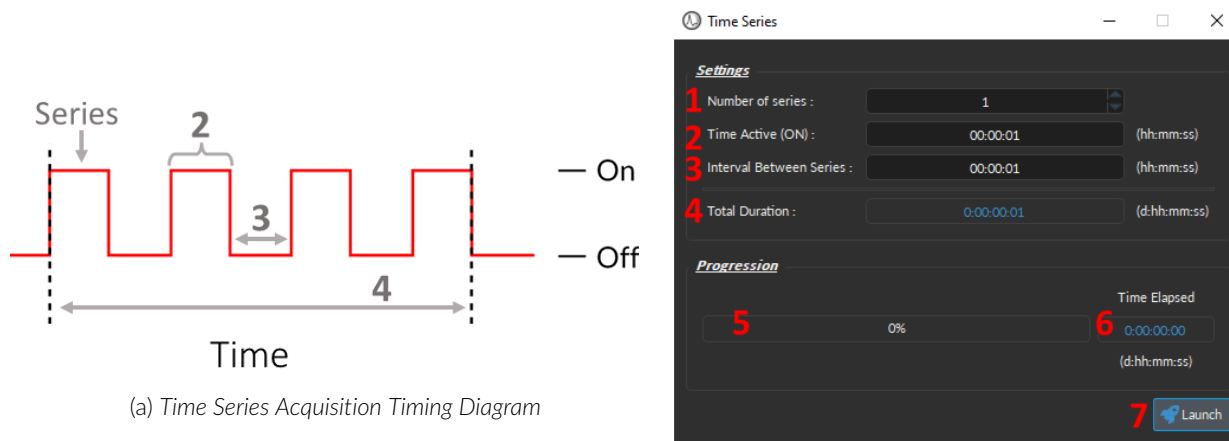 Series
2
On
3
Off
4
Time
(a) Time Series Acquisition Timing Diagram
Time Series
Settings
1 Number of series : 1
2 Time Active (ON) : 00:00:01 (hh:mm:ss)
3 Interval Between Series : 00:00:01 (hh:mm:ss)
4 Total Duration : 0:00:00:01 (d:hh:mm:ss)
Progression
Time Elapsed
5 0% 6 0:00:00:00
(d:hh:mm:ss)
7 Launch